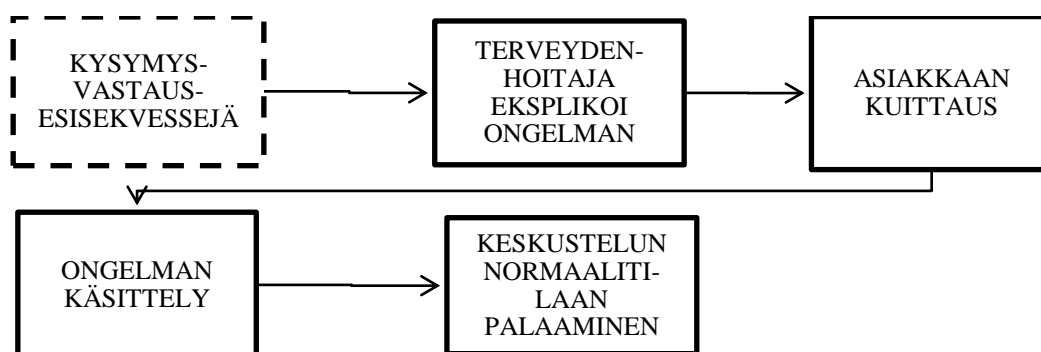 KYSYMYS-
VASTAUS-
ESISEKVESSEJÄ
TERVEYDEN-
HOITAJA
EKSPLIKOI
ONGELMAN
ASIAKKAAN
KUITTAUS
ONGELMAN
KÄSITTELY
KESKUSTELUN
NORMAALITI-
LAAN
PALAAMINEN